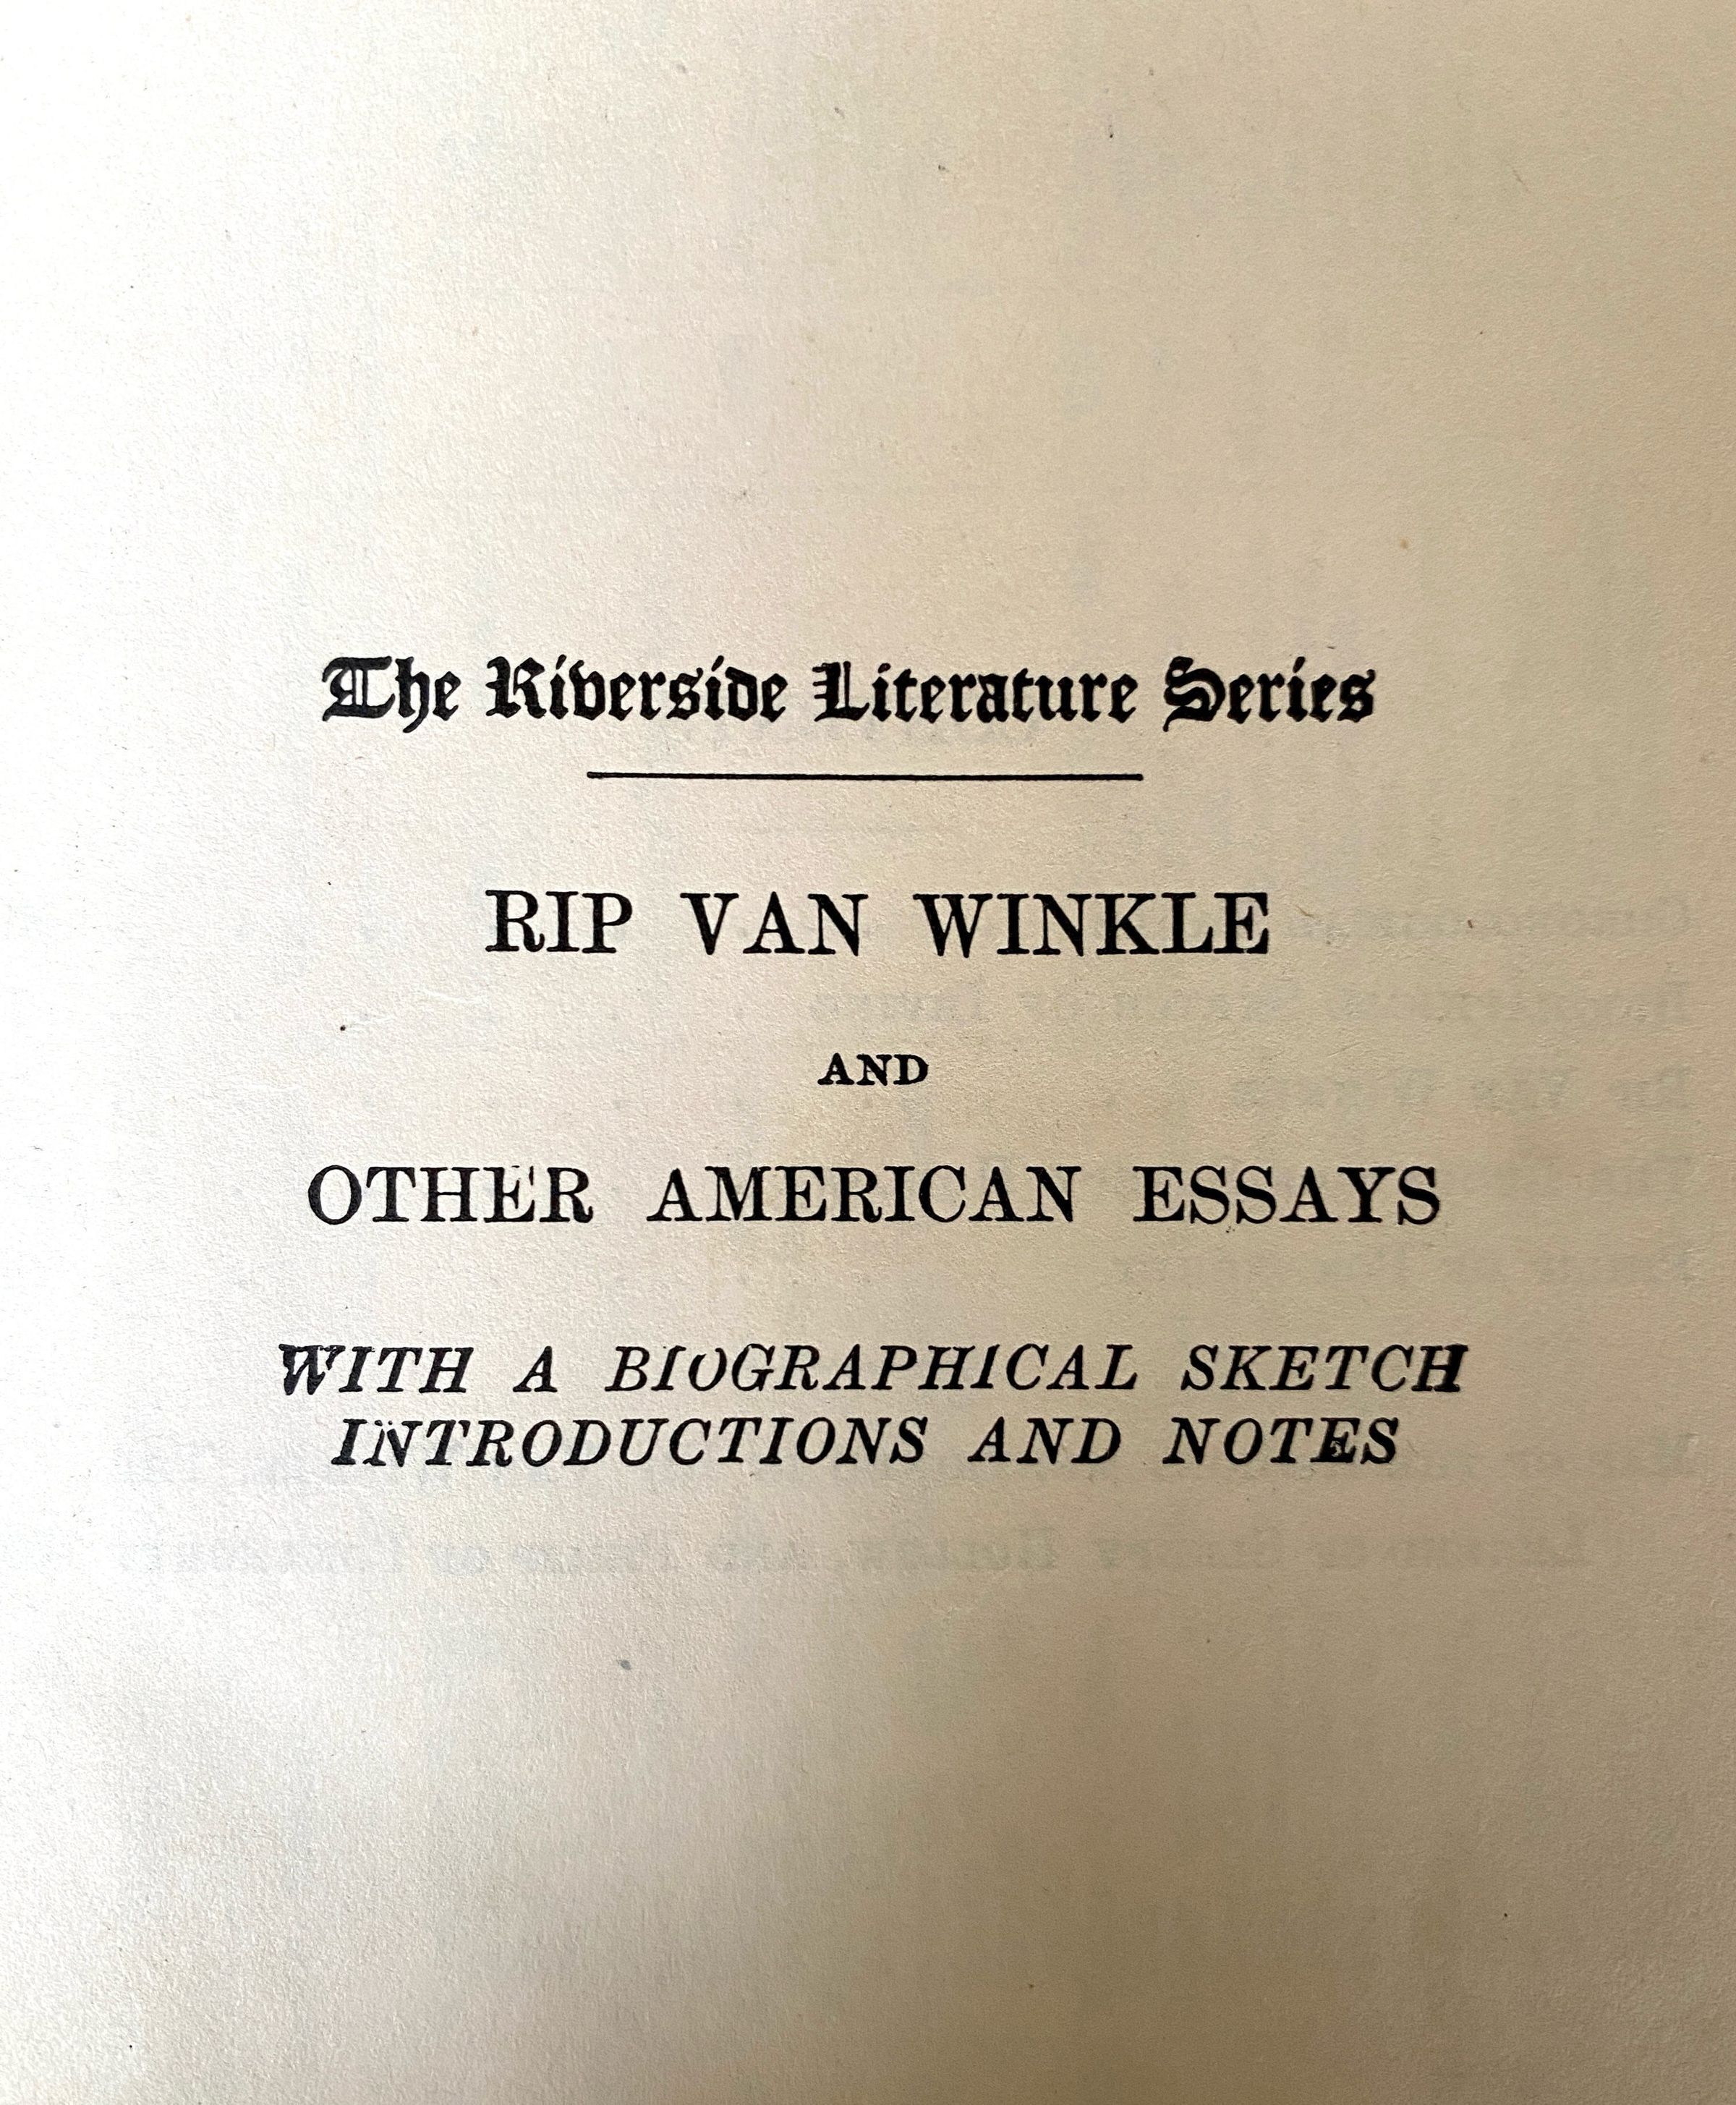 The Riverside Literature Series
RIP VAN WINKLE
AND
OTHER AMERICAN ESSAYS
WITH A BIOGRAPHICAL SKETCH
INTRODUCTIONS AND NOTES